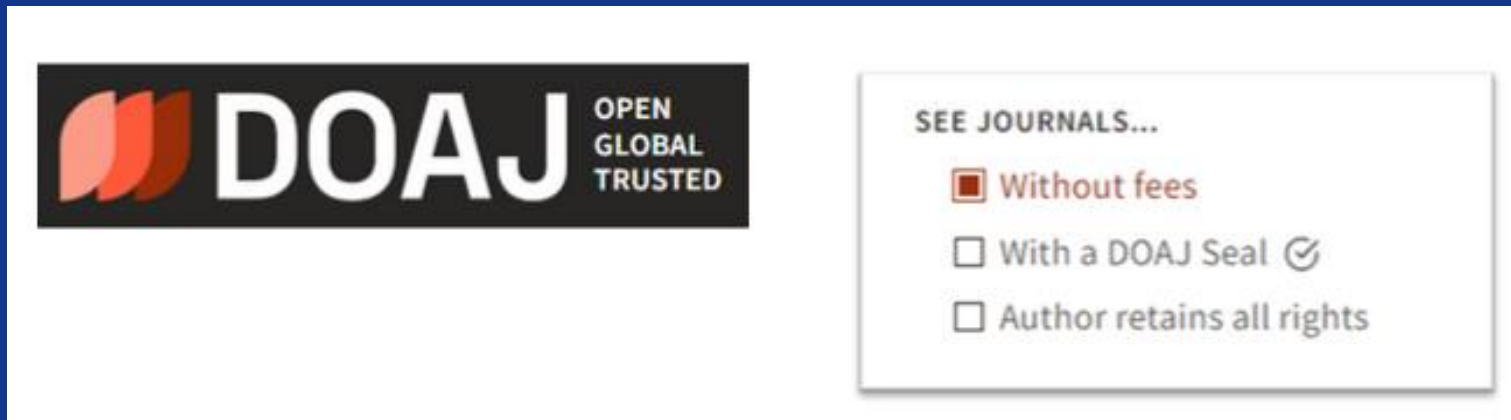 DOAJ
OPEN
GLOBAL
TRUSTED
SEE JOURNALS...
Without fees
With a DOAJ Seal
Author retains all rights